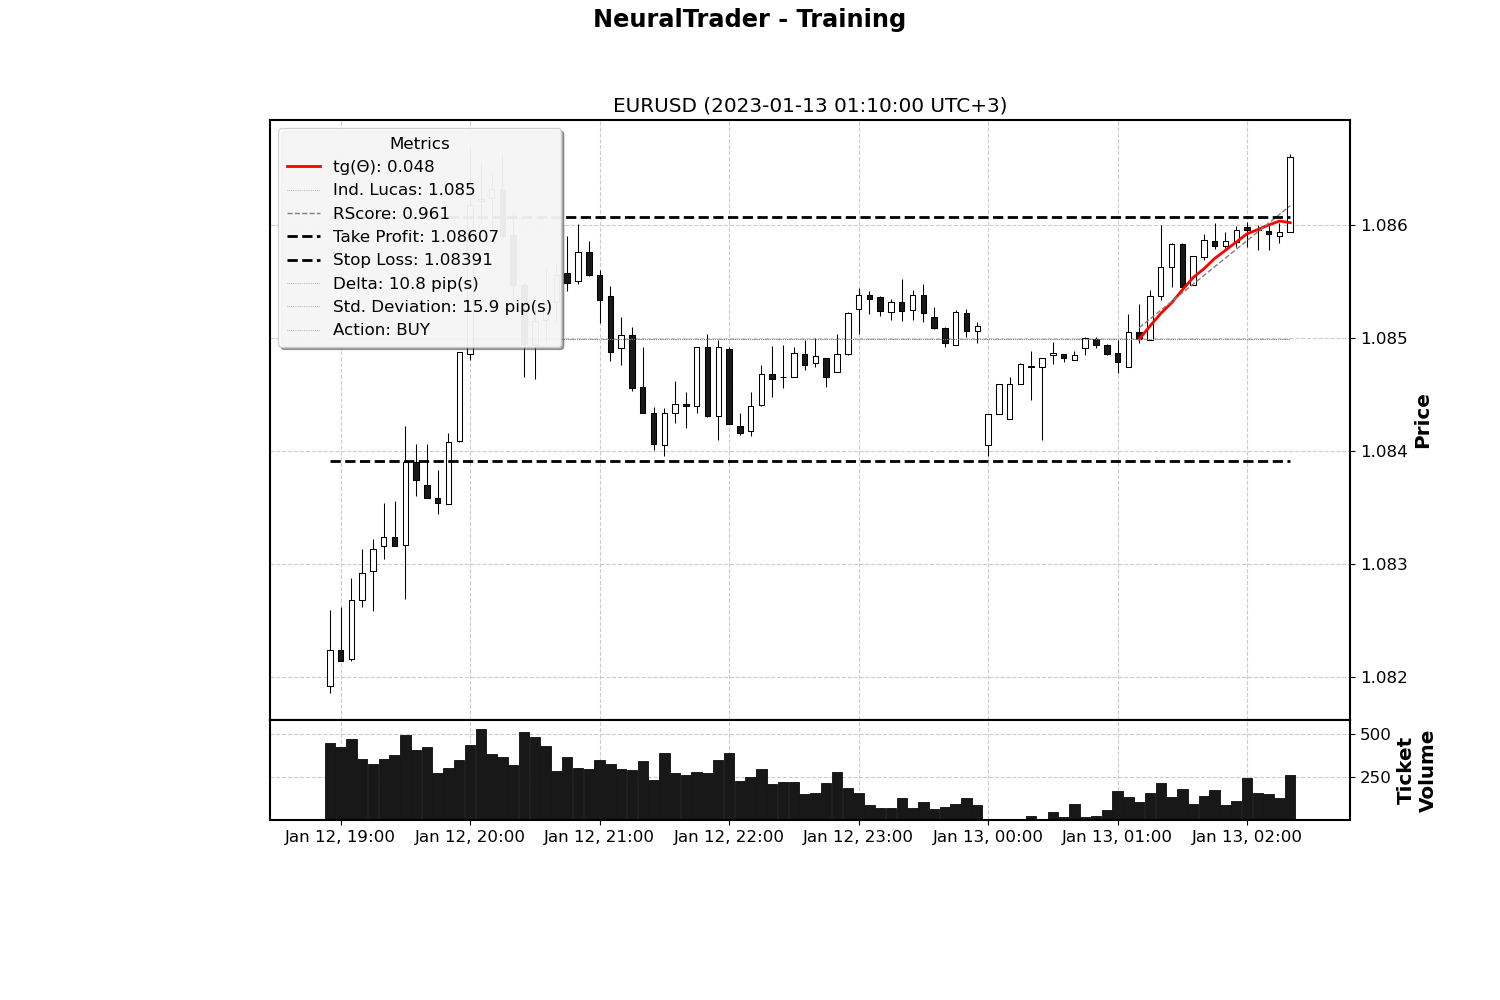 NeuralTrader - Training
EURUSD (2023-01-13 01:10:00 UTC+3)
Metrics
tg(Θ): 0.048
Ind. Lucas: 1.085
RScore: 0.961
Take Profit: 1.08607
Stop Loss: 1.08391
Delta: 10.8 pip(s)
Std. Deviation: 15.9 pip(s)
Action: BUY
1.086
1.085
1.084
1.083
1.082
Price
500
250
Ticket
Volume
Jan 12, 19:00
Jan 12, 20:00
Jan 12, 21:00
Jan 12, 22:00
Jan 12, 23:00
Jan 13, 00:00
Jan 13, 01:00
Jan 13, 02:00